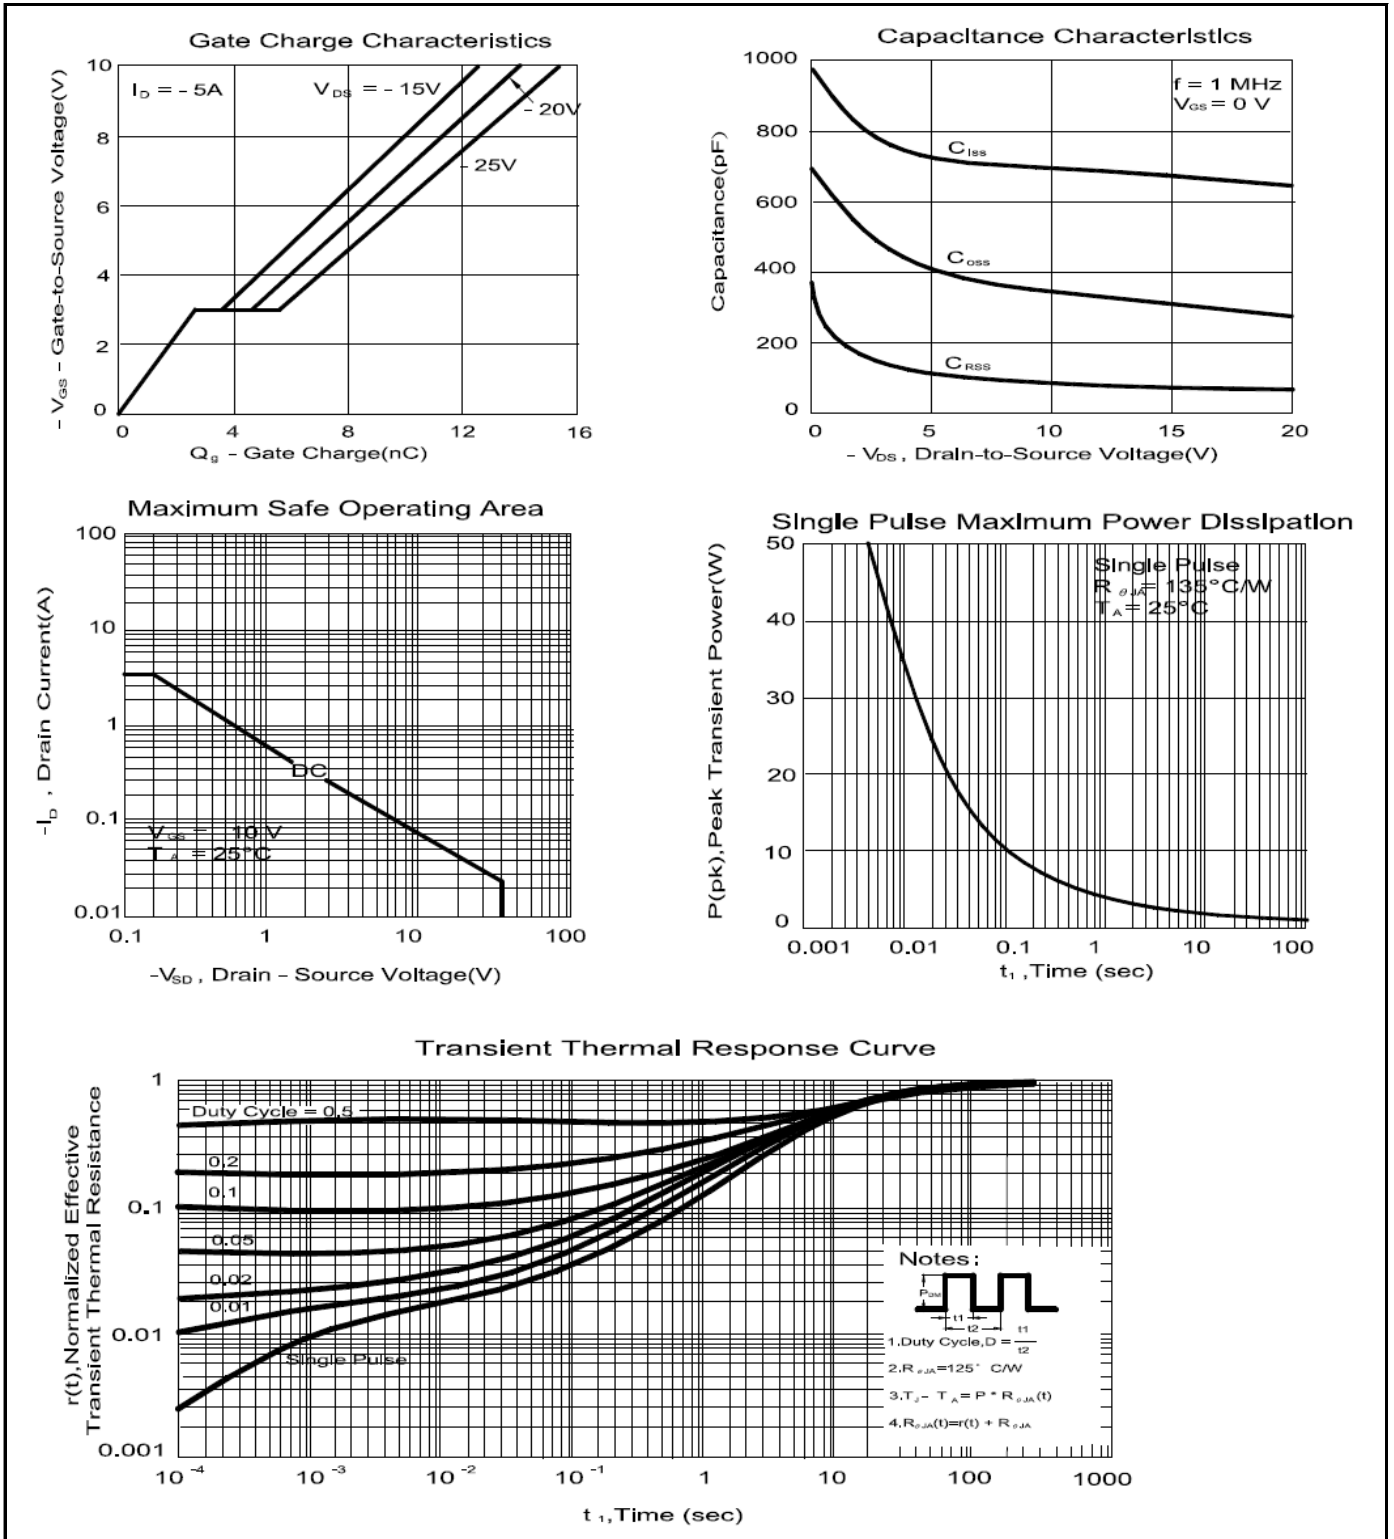 Gate Charge Characteristics
- V_GS - Gate-to-Source Voltage(V)
10
8
6
4
2
0
I_D = - 5A
V_DS = - 15V
- 20V
- 25V
0 4 8 12 16
Q_g - Gate Charge(nC)
Capacitance Characteristics
Capacitance(pF)
1000
800
600
400
200
0
f = 1 MHz
V_GS = 0 V
C_iss
C_oss
C_RSS
0 5 10 15 20
- V_DS , Drain-to-Source Voltage(V)
Maximum Safe Operating Area
-I_D , Drain Current(A)
100
10
1
0.1
0.01
DC
V_GS = 10 V
T_A = 25°C
0.1 1 10 100
-V_SD , Drain - Source Voltage(V)
Single Pulse Maximum Power Dissipation
P(pk),Peak Transient Power(W)
50
40
30
20
10
0
Single Pulse
R_θJA = 135°C/W
T_A = 25°C
0.001 0.01 0.1 1 10 100
t_1 ,Time (sec)
Transient Thermal Response Curve
r(t),Normalized Effective
Transient Thermal Resistance
1
0.1
0.01
0.001
Duty Cycle = 0.5
0.2
0.1
0.05
0.02
0.01
Single Pulse
Notes:
P_DM
t1
t2
1.Duty Cycle,D = t1/t2
2.R_θJA=125° C/W
3.T_J - T_A = P * R_θJA(t)
4.R_θJA(t)=r(t) + R_θJA
10^-4 10^-3 10^-2 10^-1 1 10 100 1000
t_1,Time (sec)